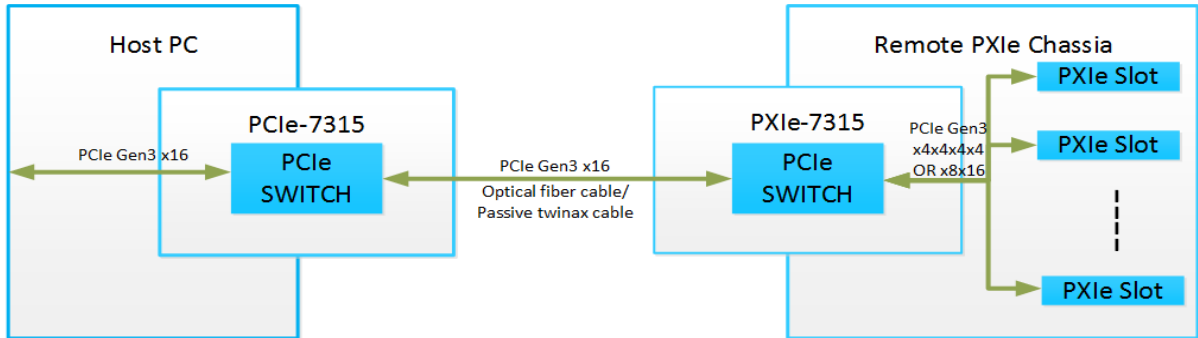 Host PC
PCIe-7315
PCIe Gen3 x16
PCIe
SWITCH
PCIe Gen3 x16
Optical fiber cable/
Passive twinax cable
PXIe-7315
PCIe
SWITCH
Remote PXIe Chassia
PCIe Gen3
x4x4x4x4
OR x8x16
PXIe Slot
PXIe Slot
PXIe Slot